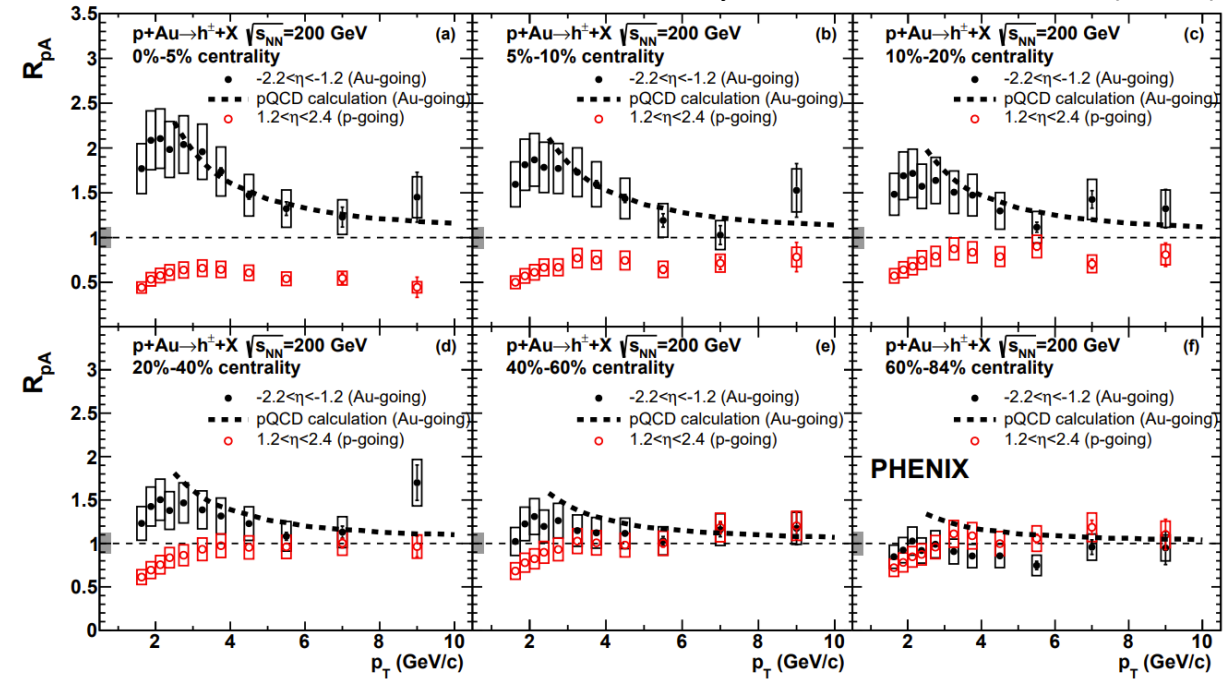 p+Au→h±+X √sNN=200 GeV (a)
0%-5% centrality
-2.2<η<-1.2 (Au-going)
pQCD calculation (Au-going)
1.2<η<2.4 (p-going)
p+Au→h±+X √sNN=200 GeV (b)
5%-10% centrality
-2.2<η<-1.2 (Au-going)
pQCD calculation (Au-going)
1.2<η<2.4 (p-going)
p+Au→h±+X √sNN=200 GeV (c)
10%-20% centrality
-2.2<η<-1.2 (Au-going)
pQCD calculation (Au-going)
1.2<η<2.4 (p-going)
RpA
3.5
3
2.5
2
1.5
1
0.5
p+Au→h±+X √sNN=200 GeV (d)
20%-40% centrality
-2.2<η<-1.2 (Au-going)
pQCD calculation (Au-going)
1.2<η<2.4 (p-going)
p+Au→h±+X √sNN=200 GeV (e)
40%-60% centrality
-2.2<η<-1.2 (Au-going)
pQCD calculation (Au-going)
1.2<η<2.4 (p-going)
p+Au→h±+X √sNN=200 GeV (f)
60%-84% centrality
-2.2<η<-1.2 (Au-going)
pQCD calculation (Au-going)
1.2<η<2.4 (p-going)
PHENIX
RpA
3
2.5
2
1.5
1
0.5
0
2 4 6 8 10
pT (GeV/c)
2 4 6 8 10
pT (GeV/c)
2 4 6 8 10
pT (GeV/c)